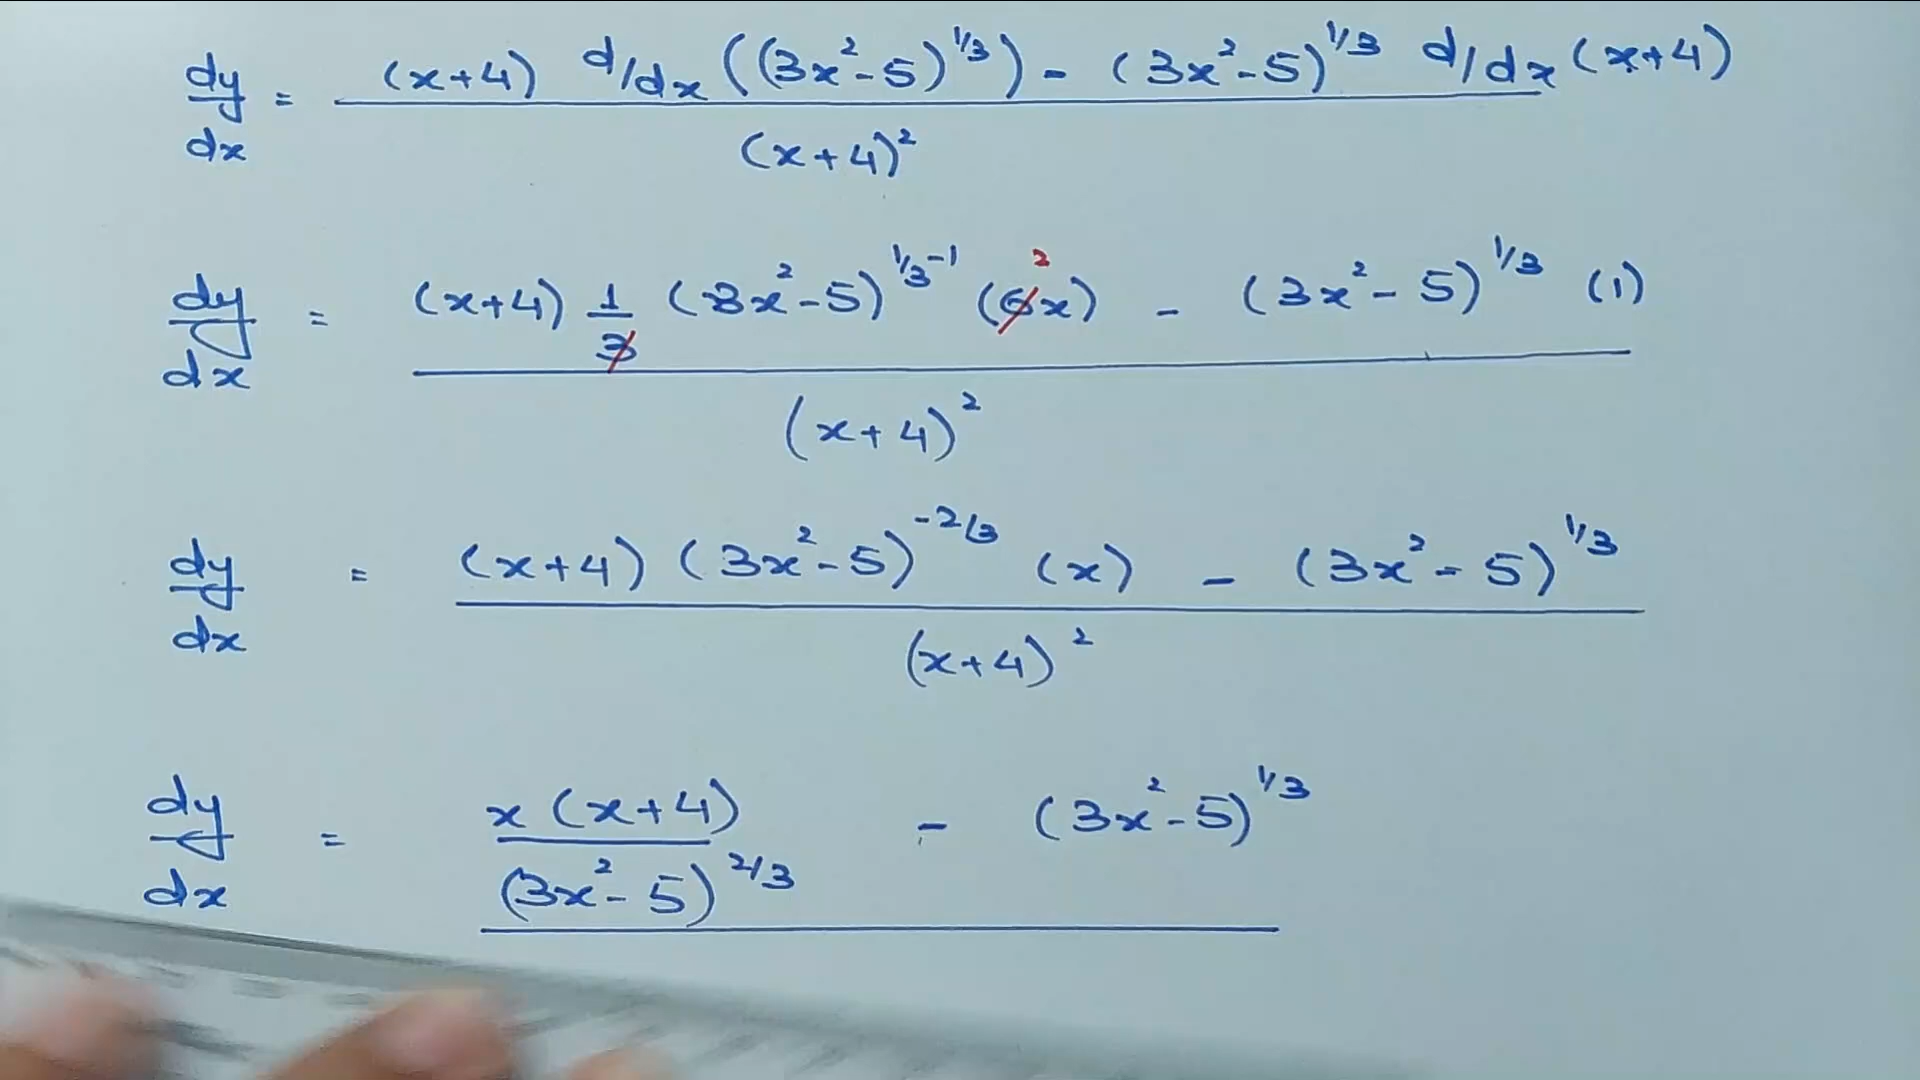 dy/dx = (x+4) d/dx ((3x²-5)^1/3) - (3x²-5)^1/3 d/dx (x+4)
(x+4)²
dy/dx = (x+4) 1/3 (3x²-5)^1/3-1 (6x) 2 - (3x²-5)^1/3 (1)
(x+4)²
dy/dx = (x+4) (3x²-5)^-2/3 (x) - (3x²-5)^1/3
(x+4)²
dy/dx = x(x+4) / (3x²-5)^2/3 - (3x²-5)^1/3